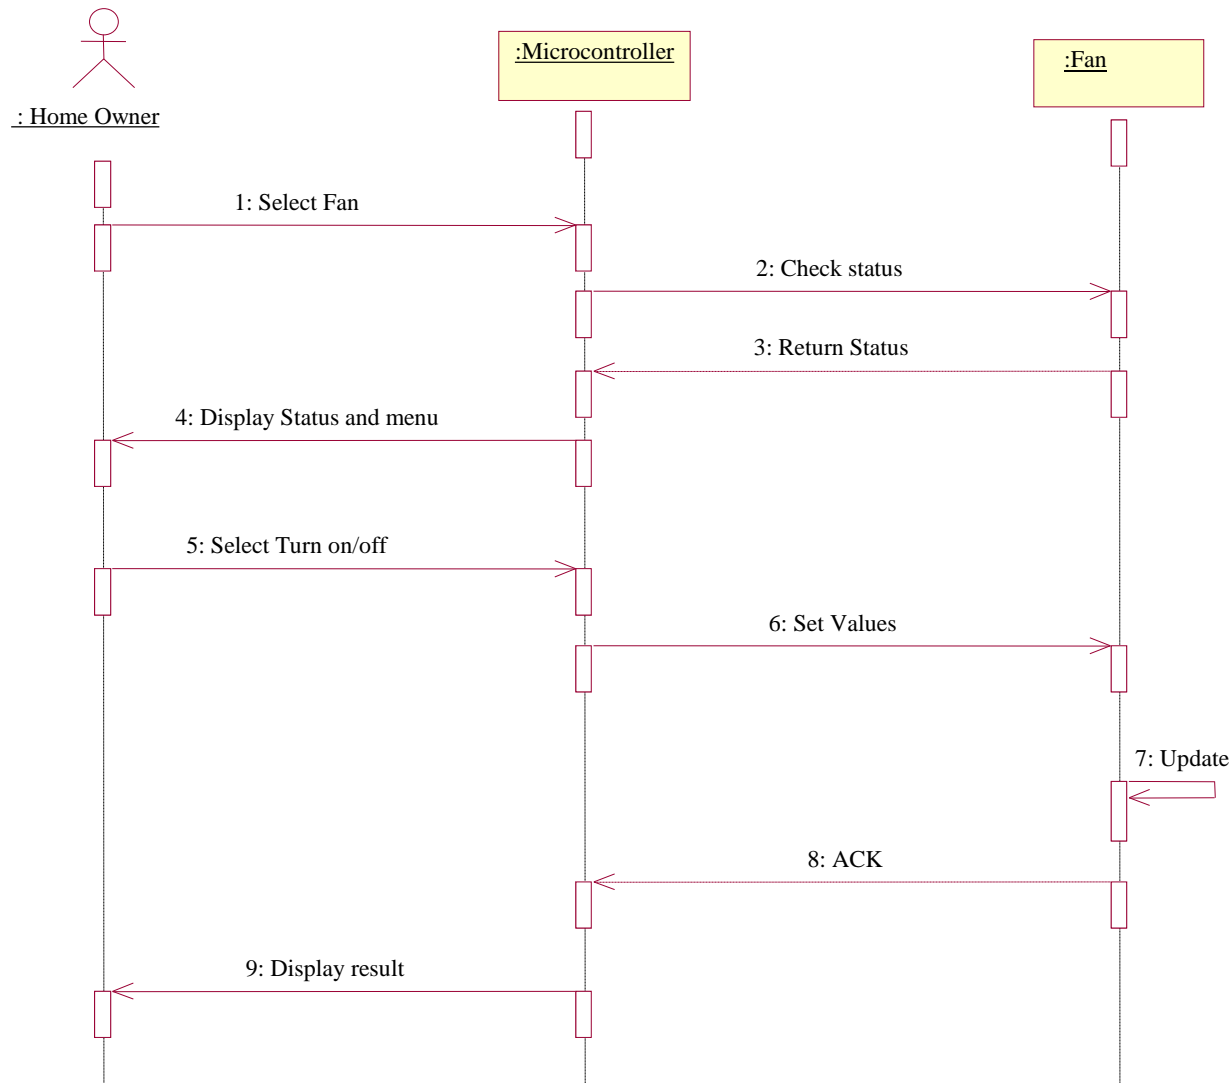 :Microcontroller
:Fan
: Home Owner
1: Select Fan
2: Check status
3: Return Status
4: Display Status and menu
5: Select Turn on/off
6: Set Values
7: Update
8: ACK
9: Display result